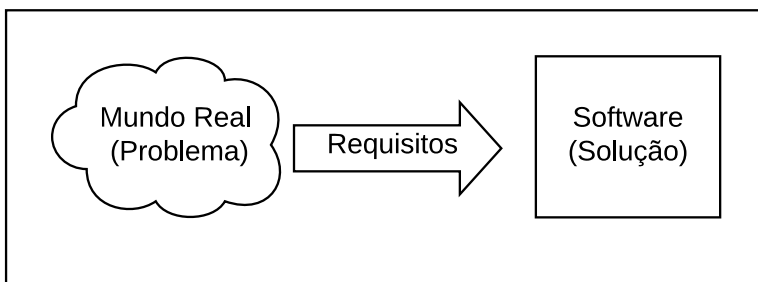 Mundo Real
(Problema)
Requisitos
Software
(Solução)